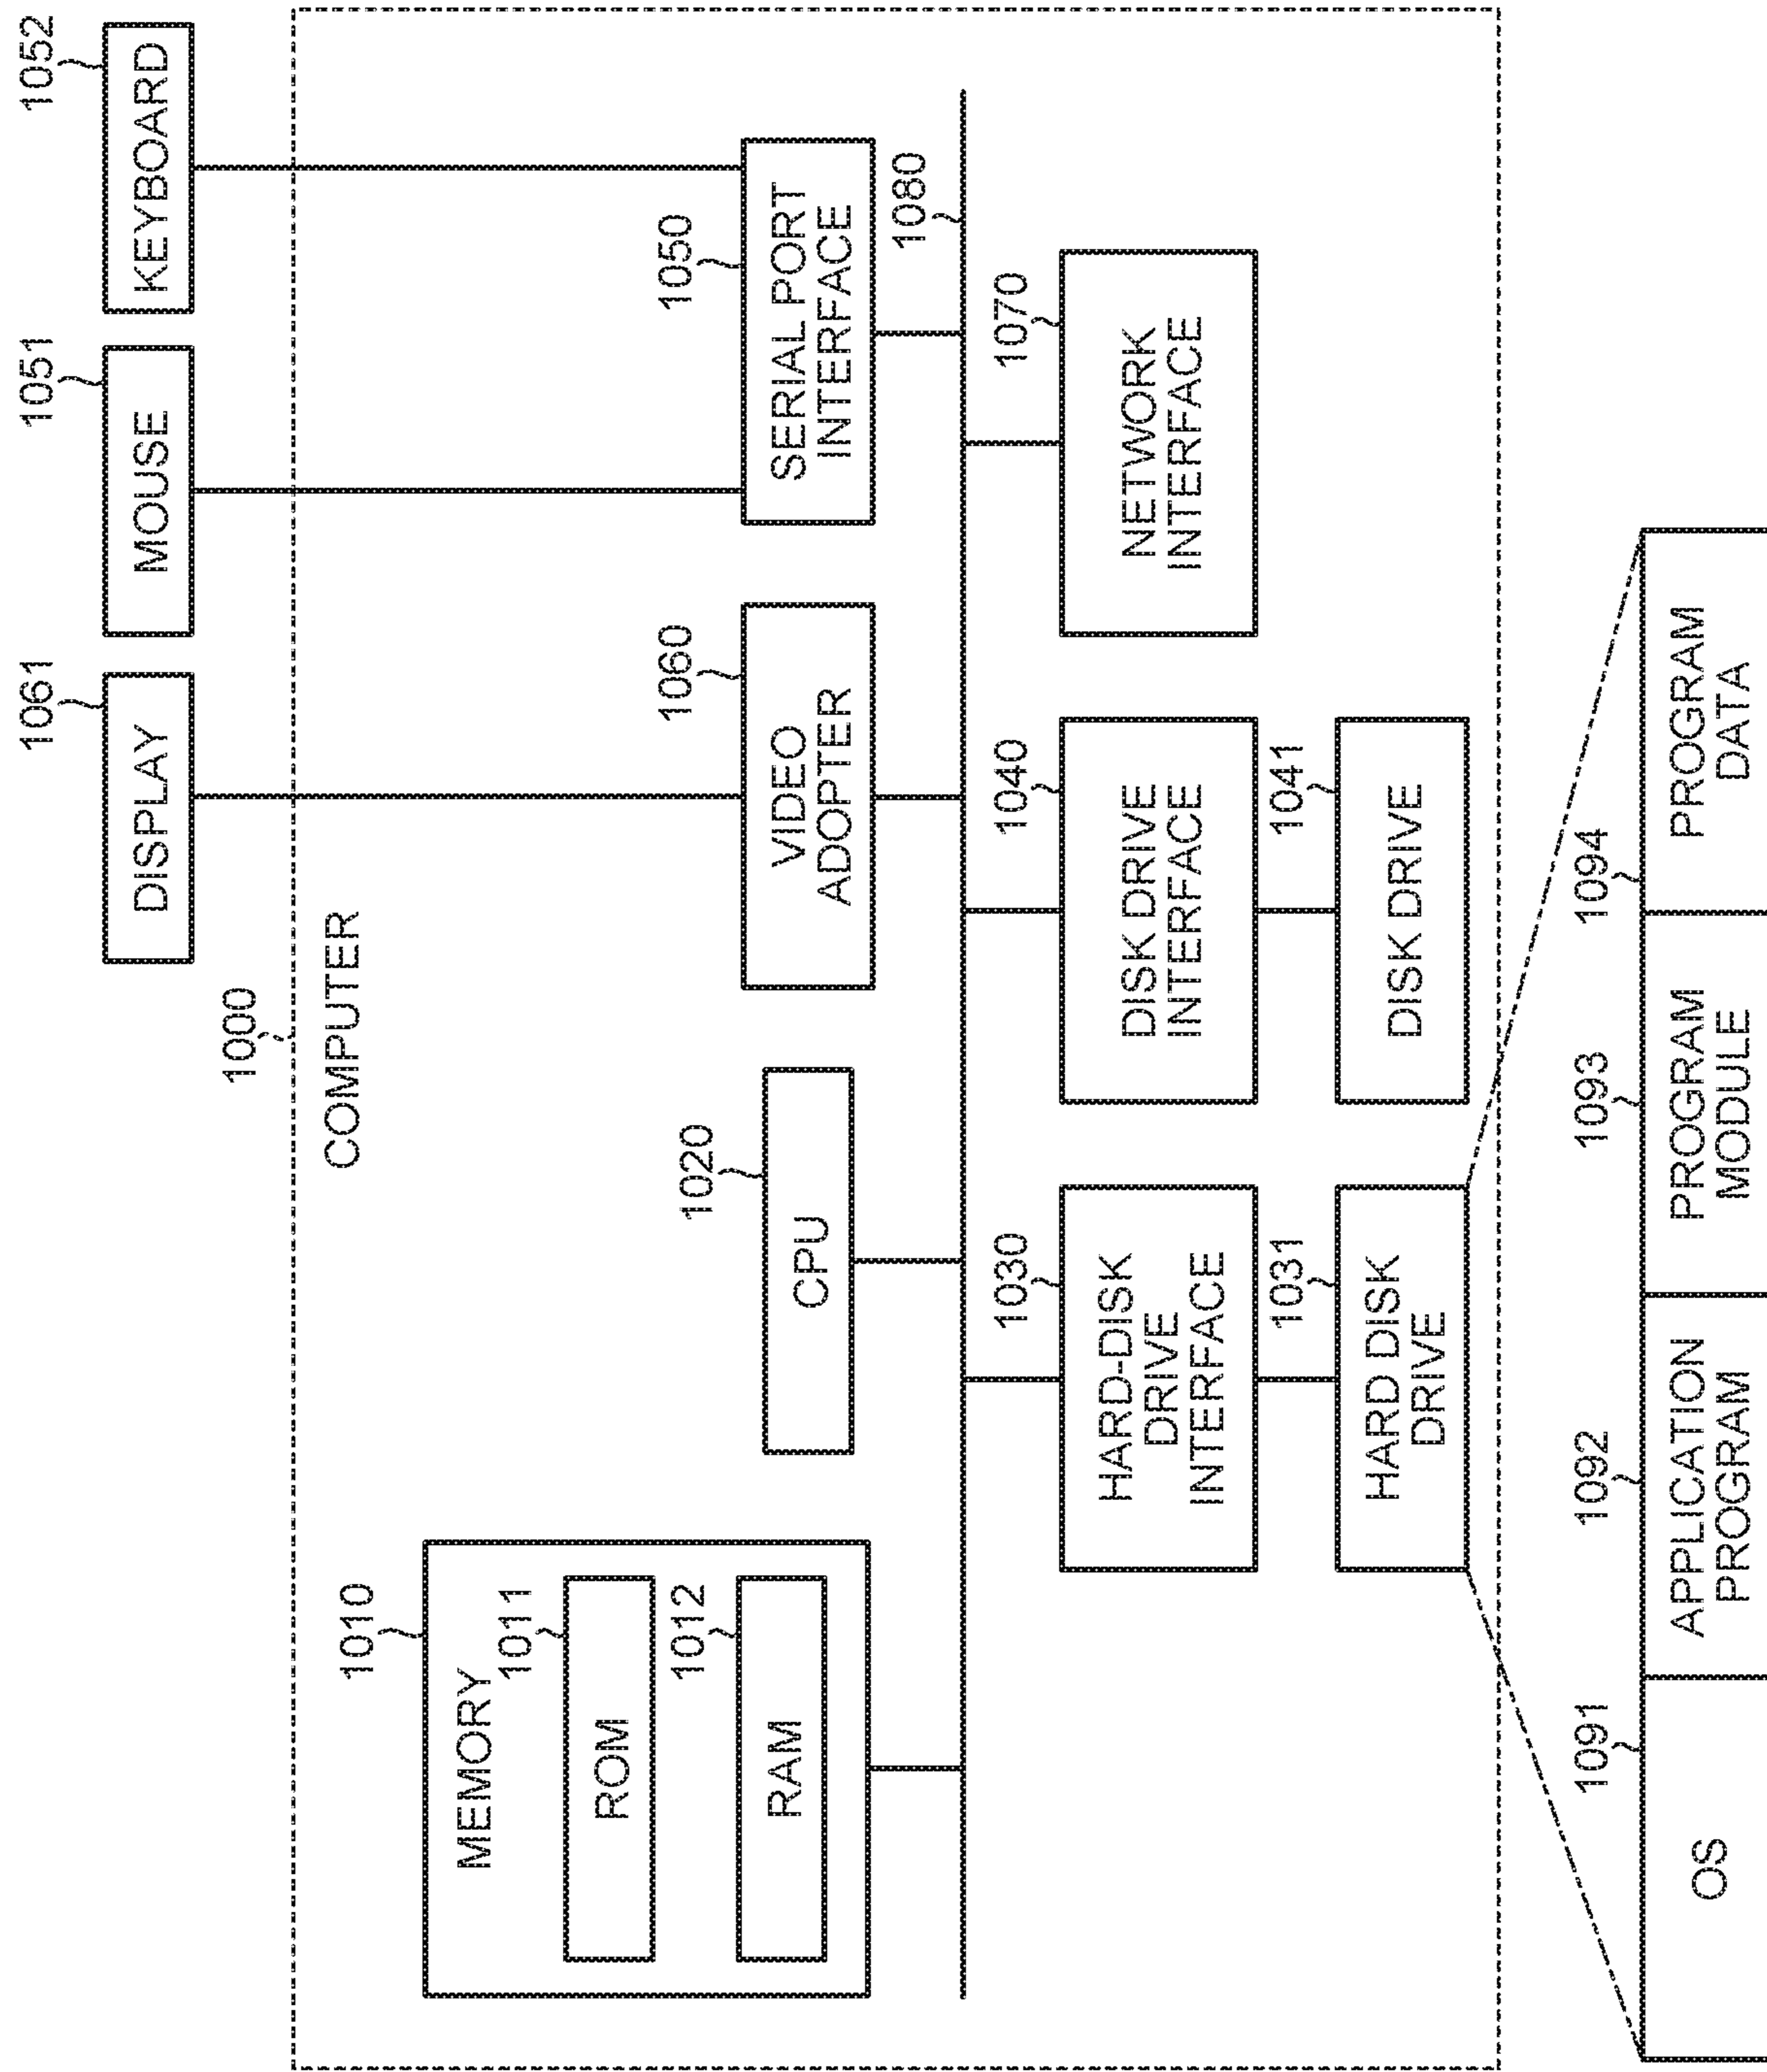 1061
DISPLAY
1051
MOUSE
1052
KEYBOARD
1000
COMPUTER
1010
MEMORY
1011
ROM
1012
RAM
1020
CPU
1060
VIDEO
ADOPTER
1050
SERIAL PORT
INTERFACE
1080
1030
HARD-DISK
DRIVE
INTERFACE
1040
DISK DRIVE
INTERFACE
1070
NETWORK
INTERFACE
1031
HARD DISK
DRIVE
1041
DISK DRIVE
1091
OS
1092
APPLICATION
PROGRAM
1093
PROGRAM
MODULE
1094
PROGRAM
DATA